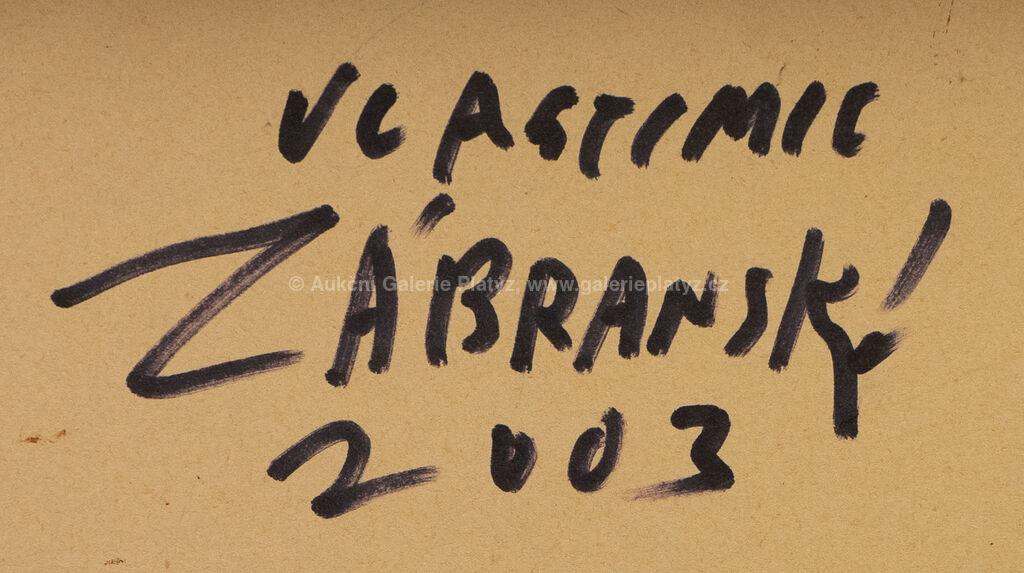 VLASTIMIL
ZÁBRANSKÝ
© Aukční Galerie Platýz, www.galerieplatyz.cz
2003